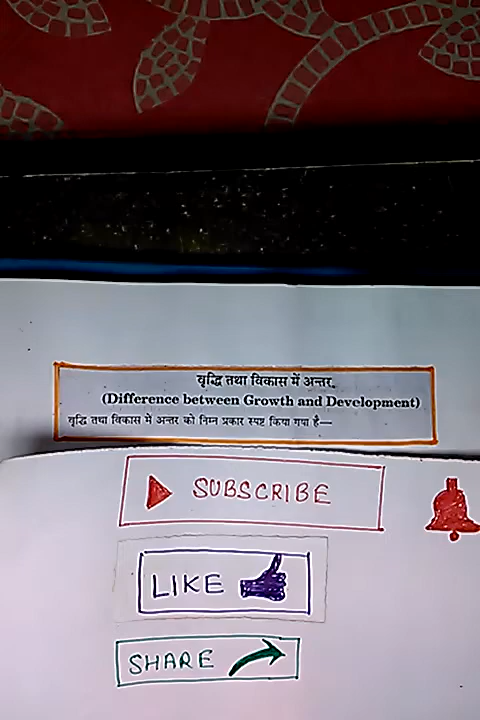 वृद्धि तथा विकास में अन्तर
(Difference between Growth and Development)
वृद्धि तथा विकास में अन्तर को निम्न प्रकार स्पष्ट किया गया है—
SUBSCRIBE
LIKE
SHARE